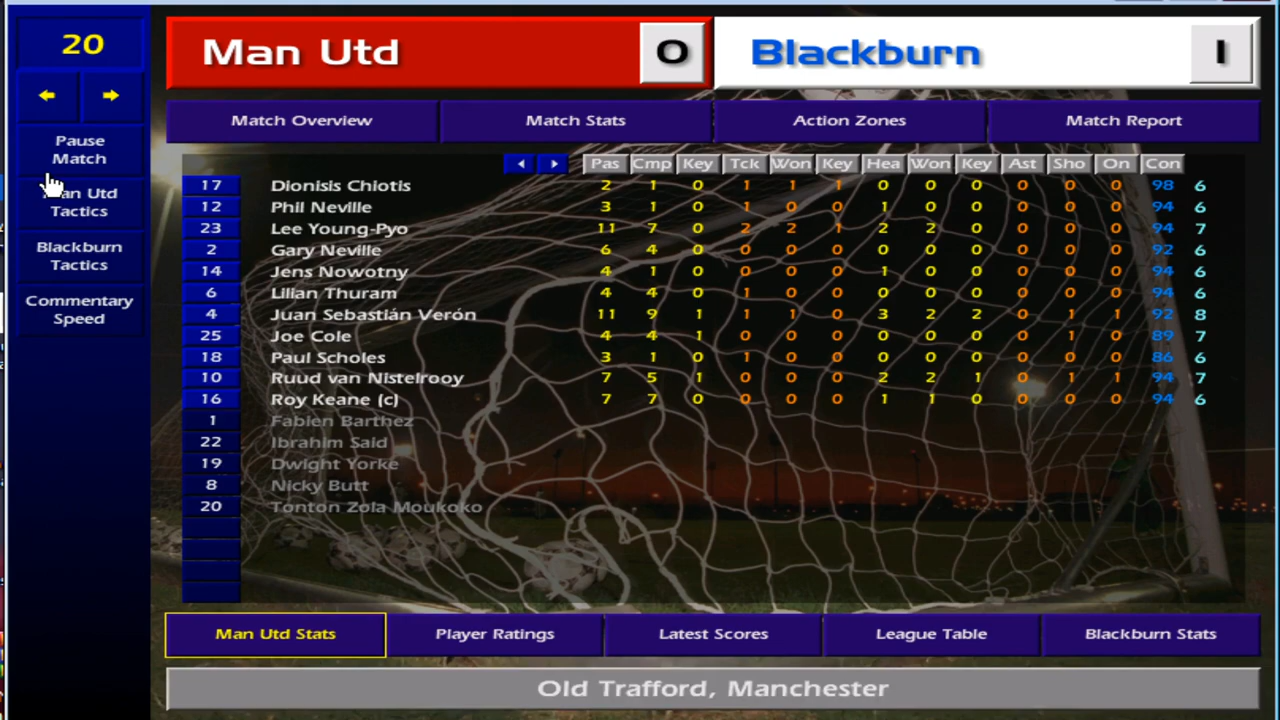 20
Man Utd 0 Blackburn 1
Pause Match
Man Utd Tactics
Blackburn Tactics
Commentary Speed
Match Overview Match Stats Action Zones Match Report
Pas Cmp Key Tck Won Key Hea Won Key Ast Sho On Con
17 Dionisis Chiotis 2 1 0 1 1 1 0 0 0 0 0 0 98 6
12 Phil Neville 3 1 0 1 0 0 1 0 0 0 0 0 94 6
23 Lee Young-Pyo 11 7 0 2 2 1 2 2 0 0 0 0 94 7
2 Gary Neville 6 4 0 0 0 0 0 0 0 0 0 0 92 6
14 Jens Nowotny 4 1 0 0 0 0 1 0 0 0 0 0 94 6
6 Lilian Thuram 4 4 0 1 0 0 0 0 0 0 0 0 94 6
4 Juan Sebastián Verón 11 9 1 1 1 0 3 2 2 0 1 1 92 8
25 Joe Cole 4 4 1 0 0 0 0 0 0 0 1 0 89 7
18 Paul Scholes 3 1 0 1 0 0 0 0 0 0 0 0 86 6
10 Ruud van Nistelrooy 7 5 1 0 0 0 2 2 1 0 1 1 94 7
16 Roy Keane (c) 7 7 0 0 0 0 1 1 0 0 0 0 94 6
1 Fabien Barthez
22 Ibrahim Said
19 Dwight Yorke
8 Nicky Butt
20 Tonton Zola Moukoko
Man Utd Stats Player Ratings Latest Scores League Table Blackburn Stats
Old Trafford, Manchester